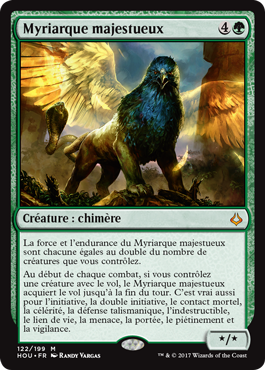 Myriarque majestueux 4
Créature : chimère
La force et l'endurance du Myriarque majestueux
sont chacune égales au double du nombre de
créatures que vous contrôlez.
Au début de chaque combat, si vous contrôlez
une créature avec le vol, le Myriarque majestueux
acquiert le vol jusqu'à la fin du tour. C'est vrai aussi
pour l'initiative, la double initiative, le contact mortel,
la célérité, la défense talismanique, l'indestructible,
le lien de vie, la menace, la portée, le piétinement et
la vigilance.
*/*
122/199 M
HOU • FR Randy Vargas ™ & © 2017 Wizards of the Coast